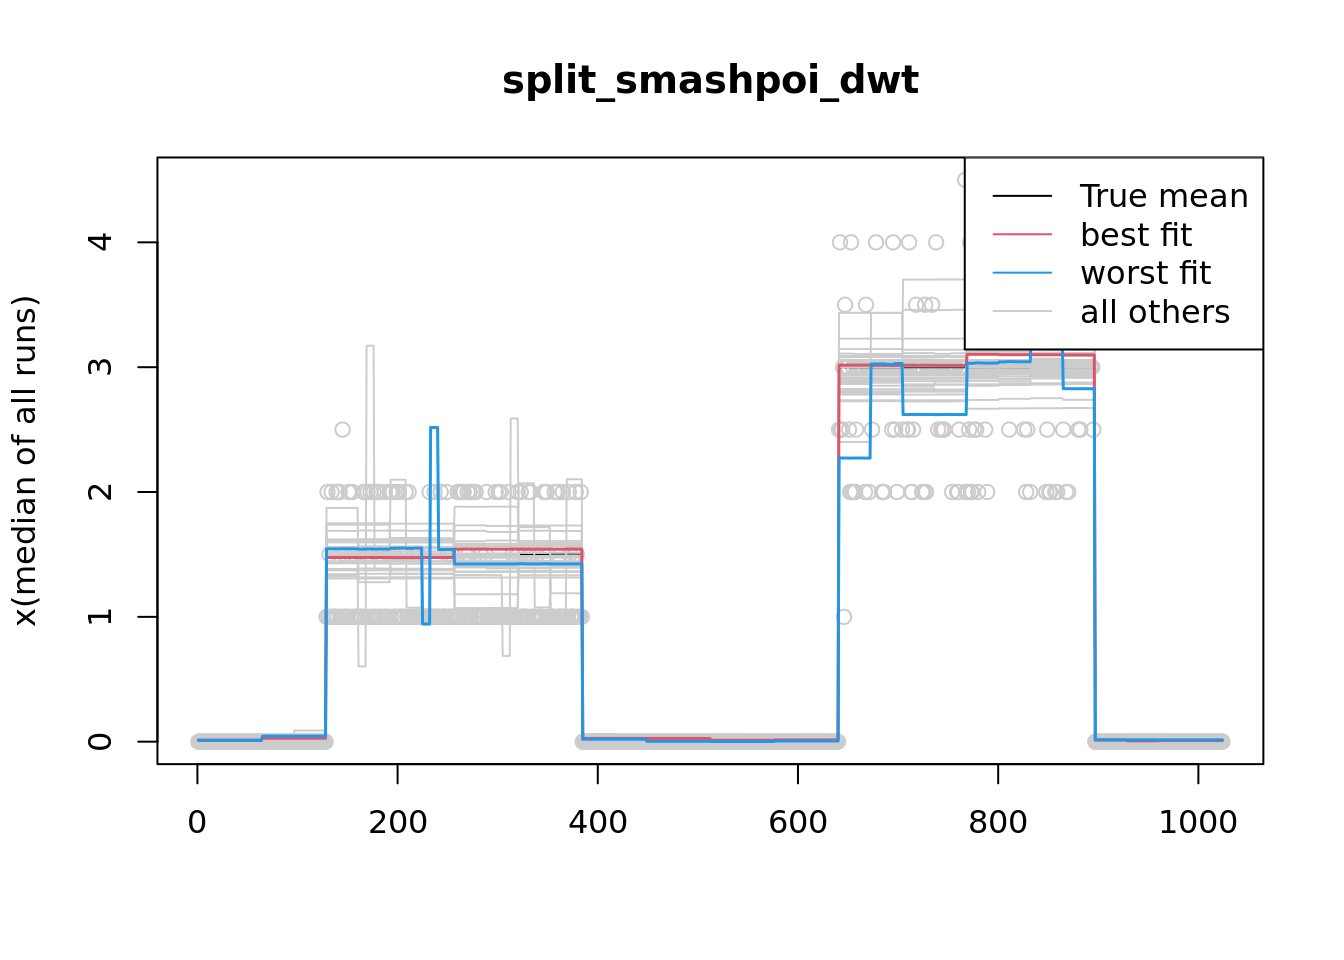 split_smashpoi_dwt
x(median of all runs)
4
3
2
1
0
True mean
best fit
worst fit
all others
0 200 400 600 800 1000